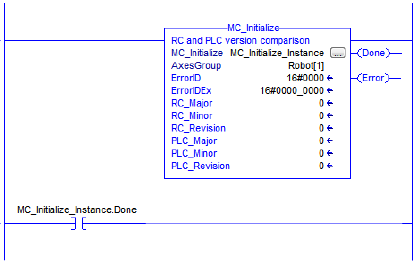 MC_Initialize
RC and PLC version comparison
MC_Initialize MC_Initialize_Instance ... Done
AxesGroup Robot[1]
ErrorID 16#0000 Error
ErrorIDEx 16#0000_0000
RC_Major 0
RC_Minor 0
RC_Revision 0
PLC_Major 0
PLC_Minor 0
PLC_Revision 0
MC_Initialize_Instance.Done